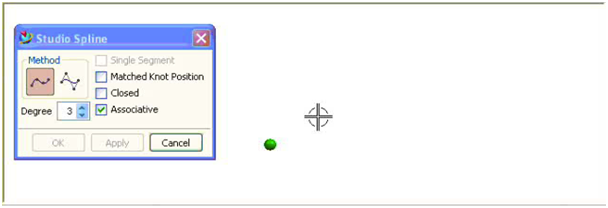 Studio Spline
Method
Single Segment
Matched Knot Position
Closed
Degree 3 Associative
OK Apply Cancel